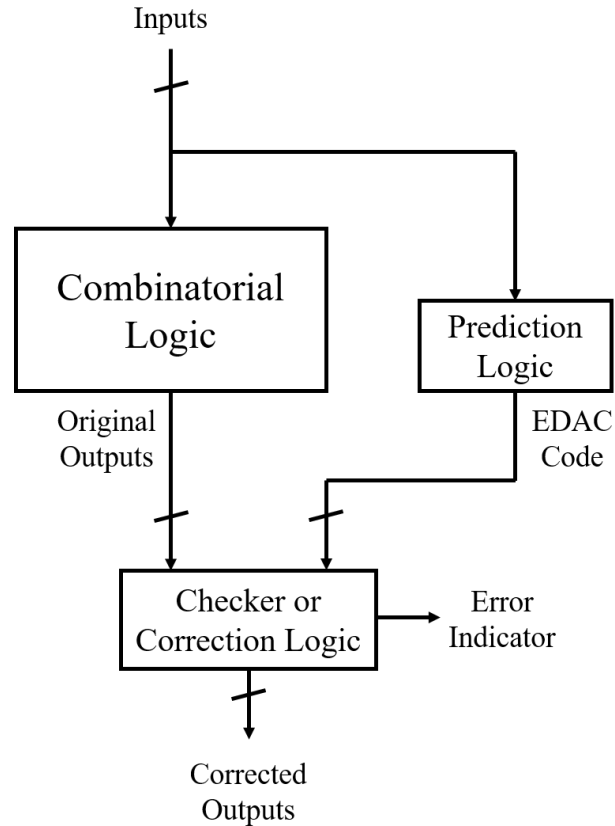 Inputs
Combinatorial
Logic
Prediction
Logic
Original
Outputs
EDAC
Code
Checker or
Correction Logic
Error
Indicator
Corrected
Outputs